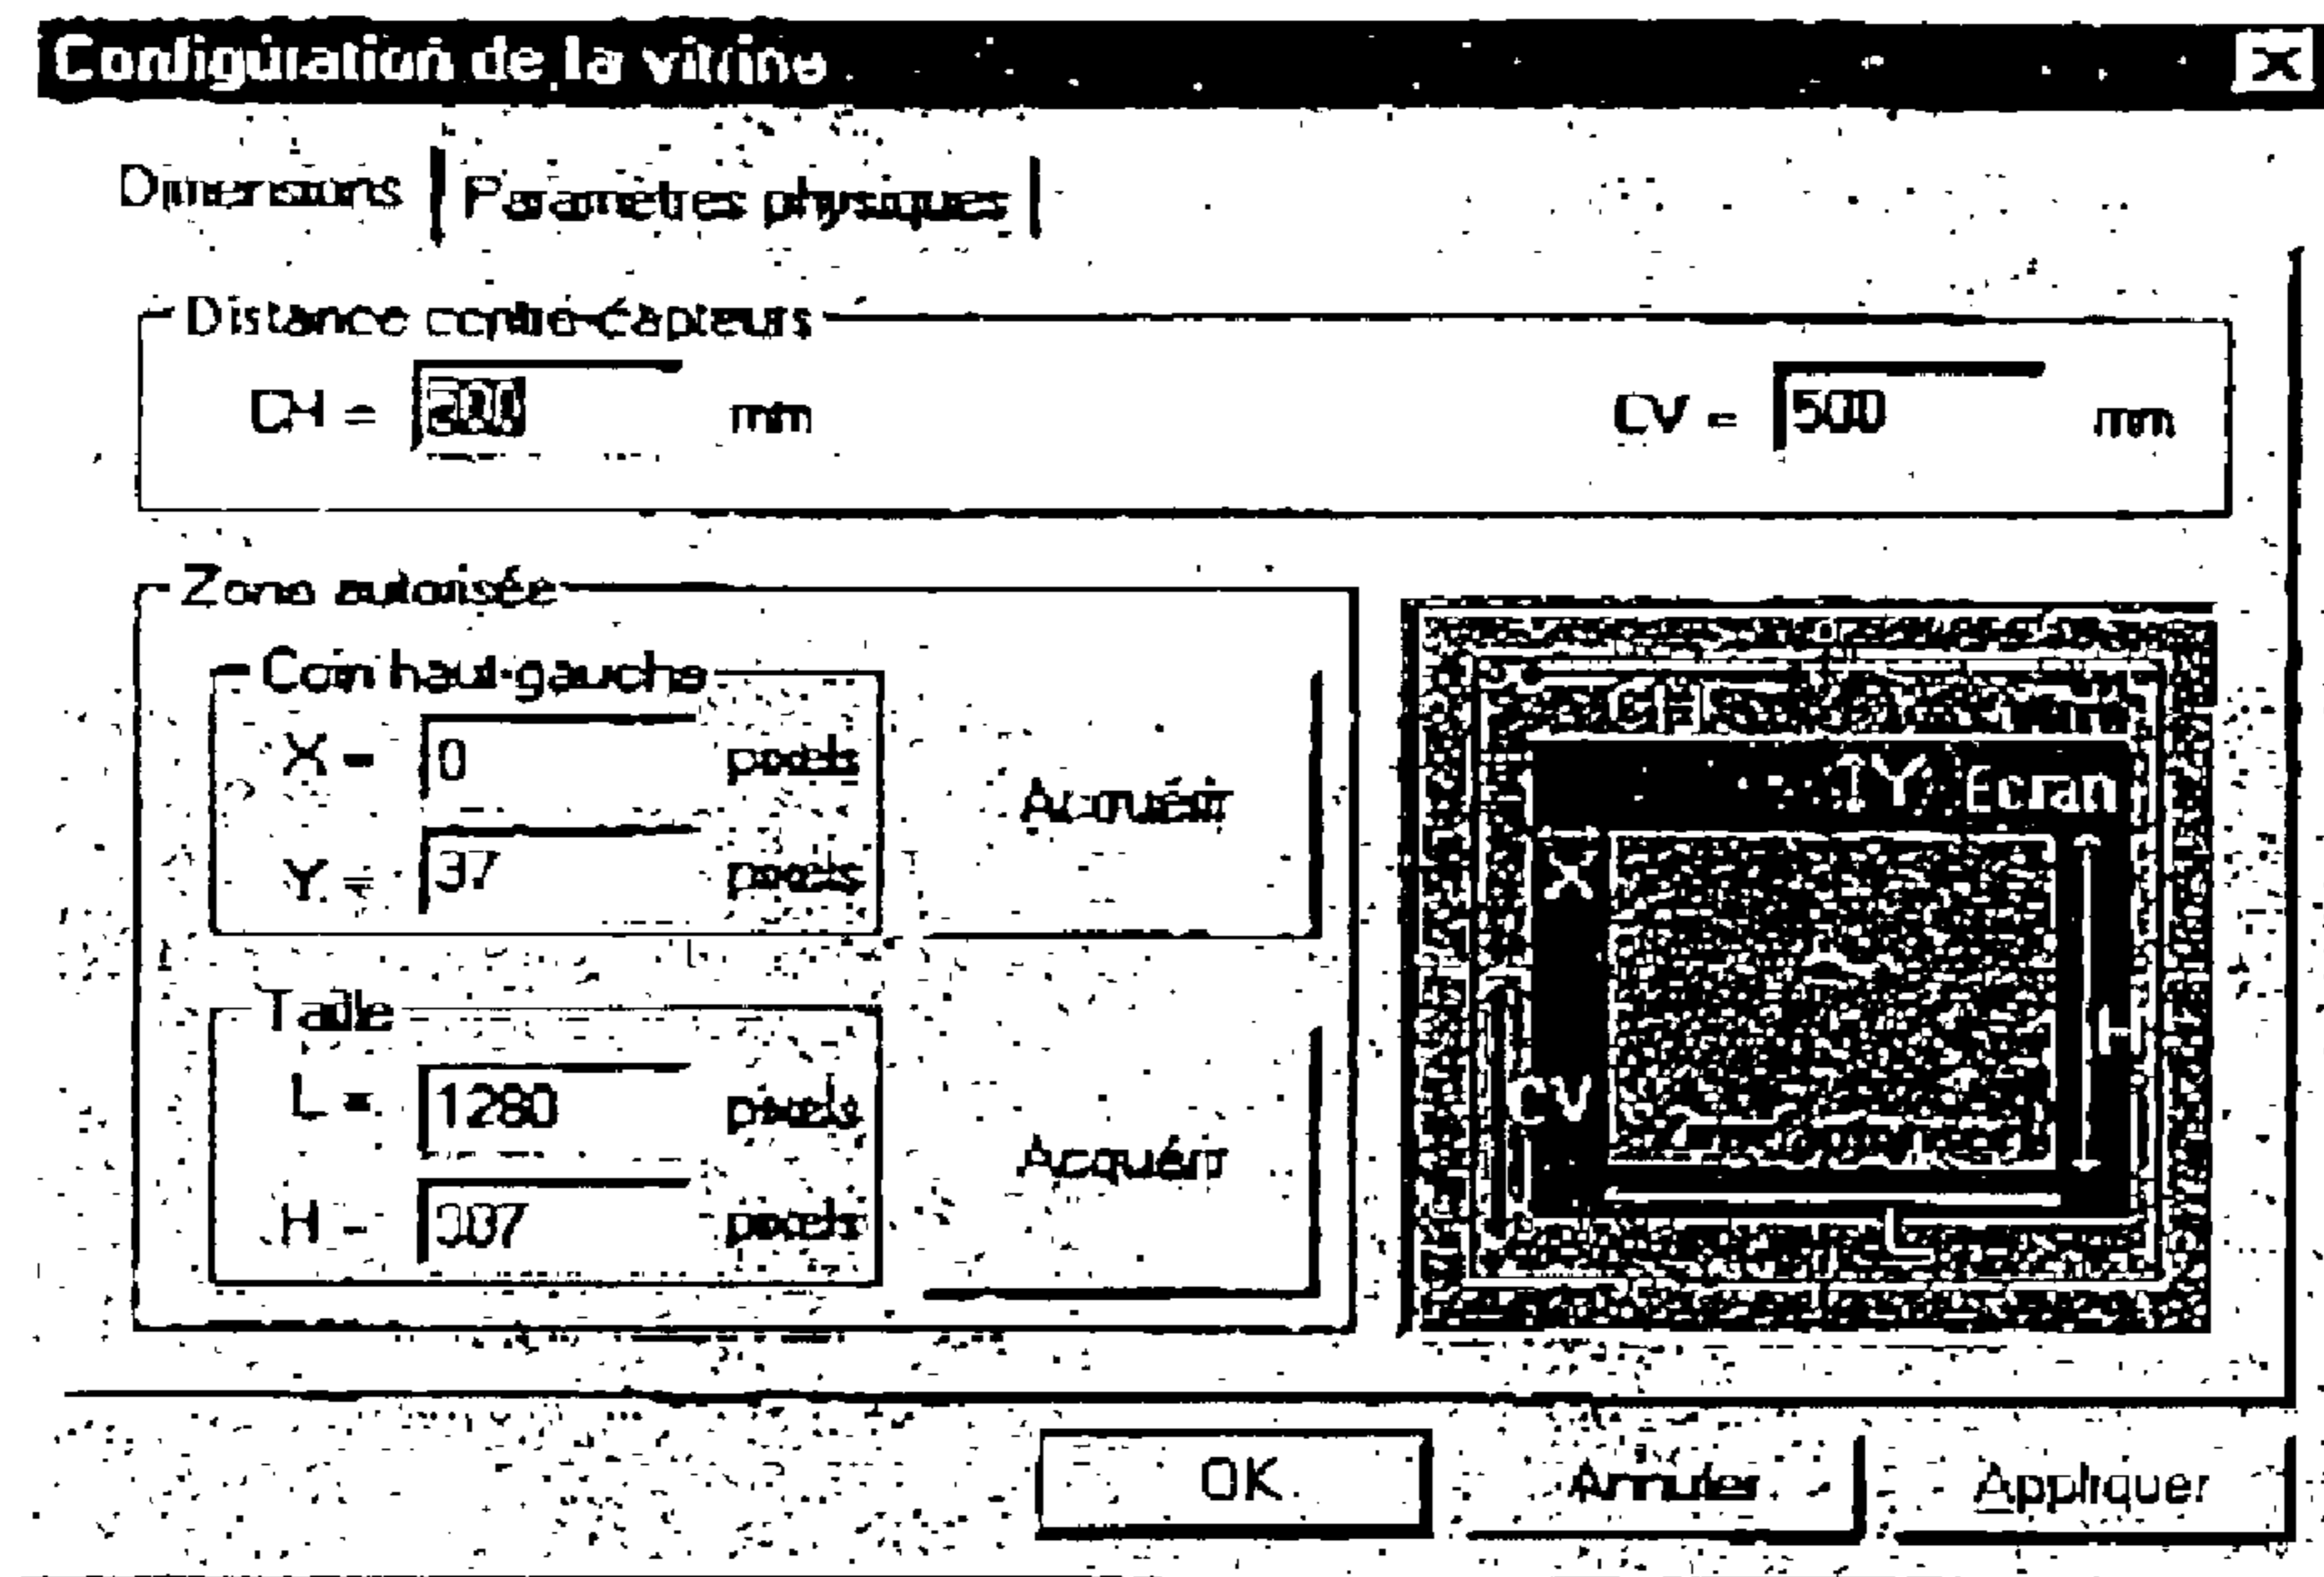 Configuration de la vitrine
Dimensions Paramètres physiques
Distance centre-capteurs
CH = mm CV = 500 mm
Zone autorisée
Coin haut-gauche
X = 0 pixels
Y = 37 pixels
Acquérir
Taille
L = 1280 pixels
H = pixels
Acquérir
CH
Y Ecran
X
H
CV
L
OK Annuler Appliquer